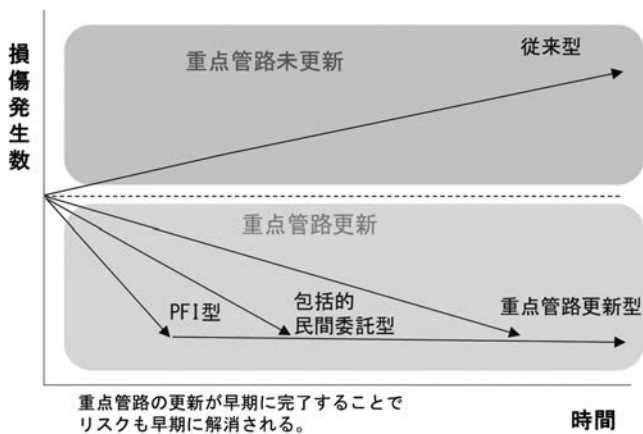 損傷発生数
重点管路未更新
従来型
重点管路更新
PFI型
包括的
民間委託型
重点管路更新型
重点管路の更新が早期に完了することで
リスクも早期に解消される。
時間